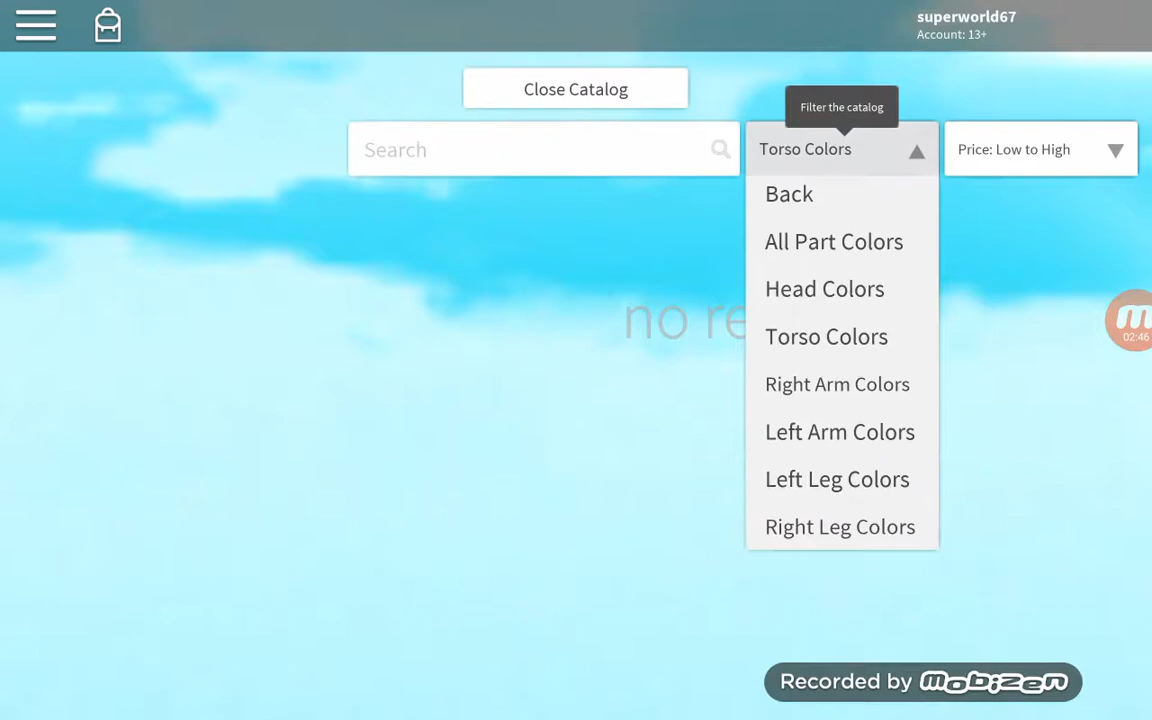 superworld67
Account: 13+
Close Catalog
Filter the catalog
Search
Torso Colors
Price: Low to High
Back
All Part Colors
Head Colors
no re
Torso Colors
02:46
Right Arm Colors
Left Arm Colors
Left Leg Colors
Right Leg Colors
Recorded by mobizen